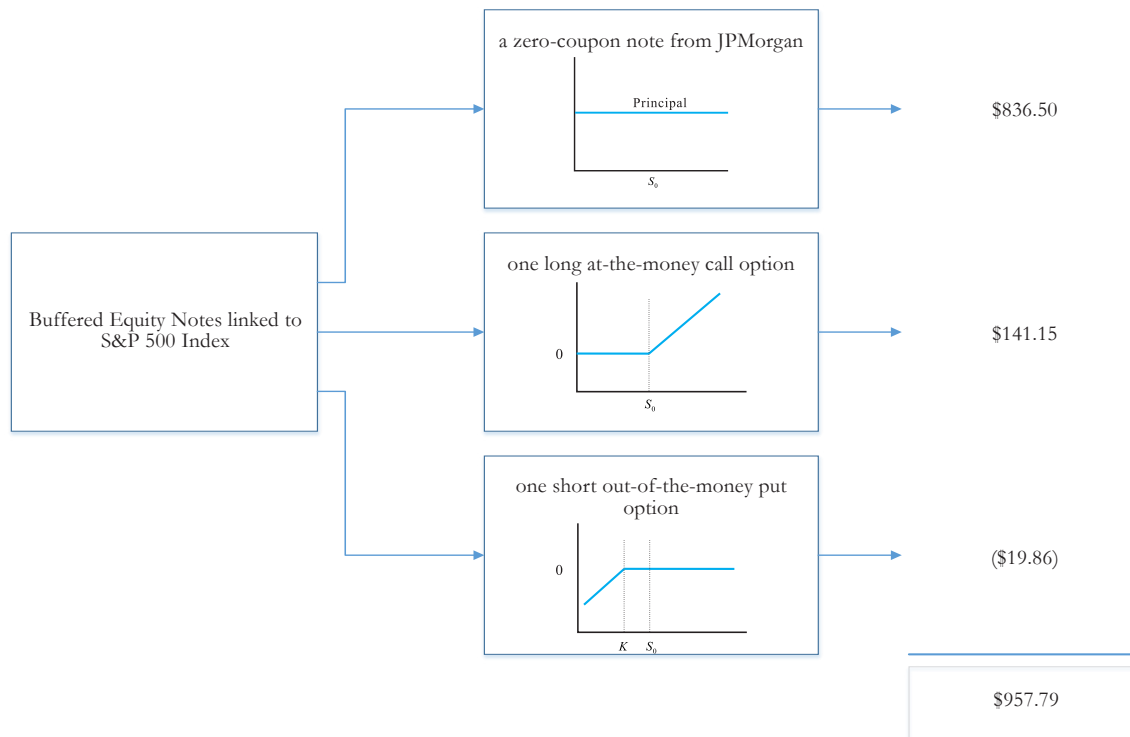 a zero-coupon note from JPMorgan
Principal
S₀
$836.50
Buffered Equity Notes linked to
S&P 500 Index
one long at-the-money call option
0
S₀
$141.15
one short out-of-the-money put
option
0
K S₀
($19.86)
$957.79